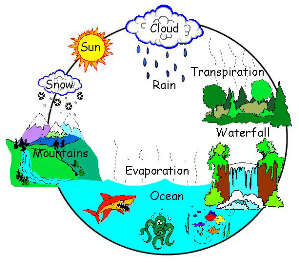 Cloud
Sun
Snow
Rain
Transpiration
Waterfall
Mountains
Evaporation
Ocean